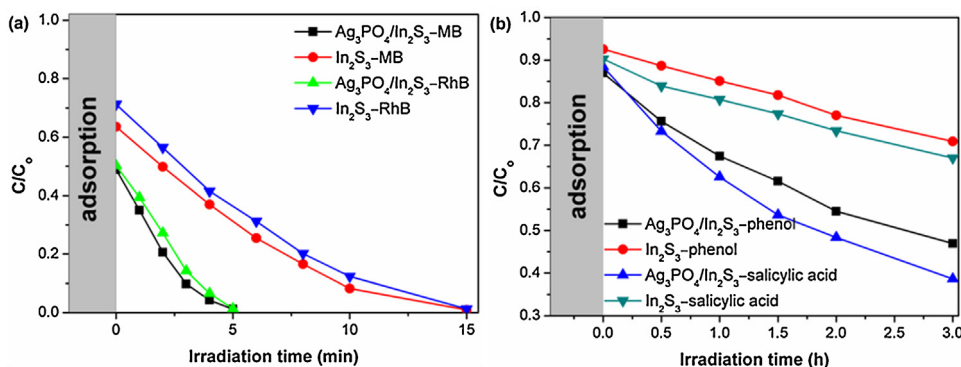 (a)
adsorption
Ag₃PO₄/In₂S₃–MB
In₂S₃–MB
Ag₃PO₄/In₂S₃–RhB
In₂S₃–RhB
C/Cₒ
1.0
0.8
0.6
0.4
0.2
0.0
0 5 10 15
Irradiation time (min)
(b)
adsorption
C/Cₒ
1.0
0.9
0.8
0.7
0.6
0.5
0.4
0.3
Ag₃PO₄/In₂S₃–phenol
In₂S₃–phenol
Ag₃PO₄/In₂S₃–salicylic acid
In₂S₃–salicylic acid
0.0 0.5 1.0 1.5 2.0 2.5 3.0
Irradiation time (h)